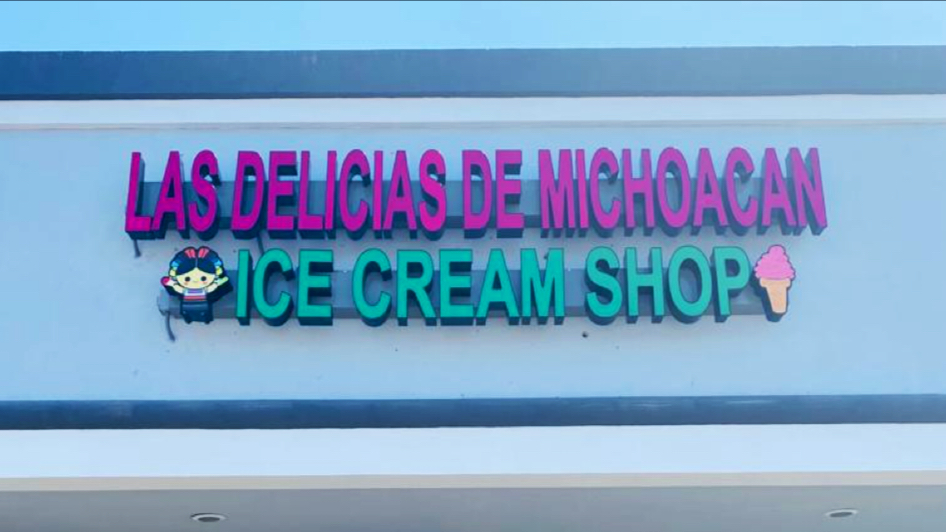 LAS DELICIAS DE MICHOACAN
ICE CREAM SHOP